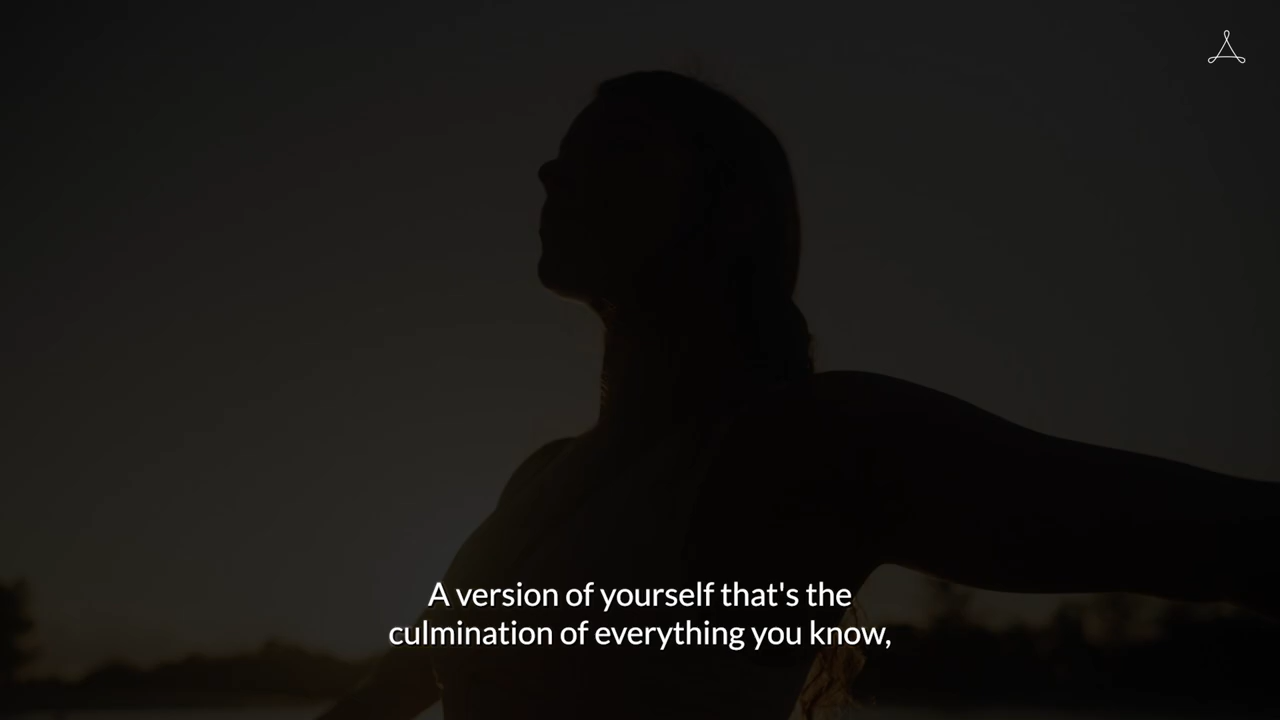 A version of yourself that's the
culmination of everything you know,